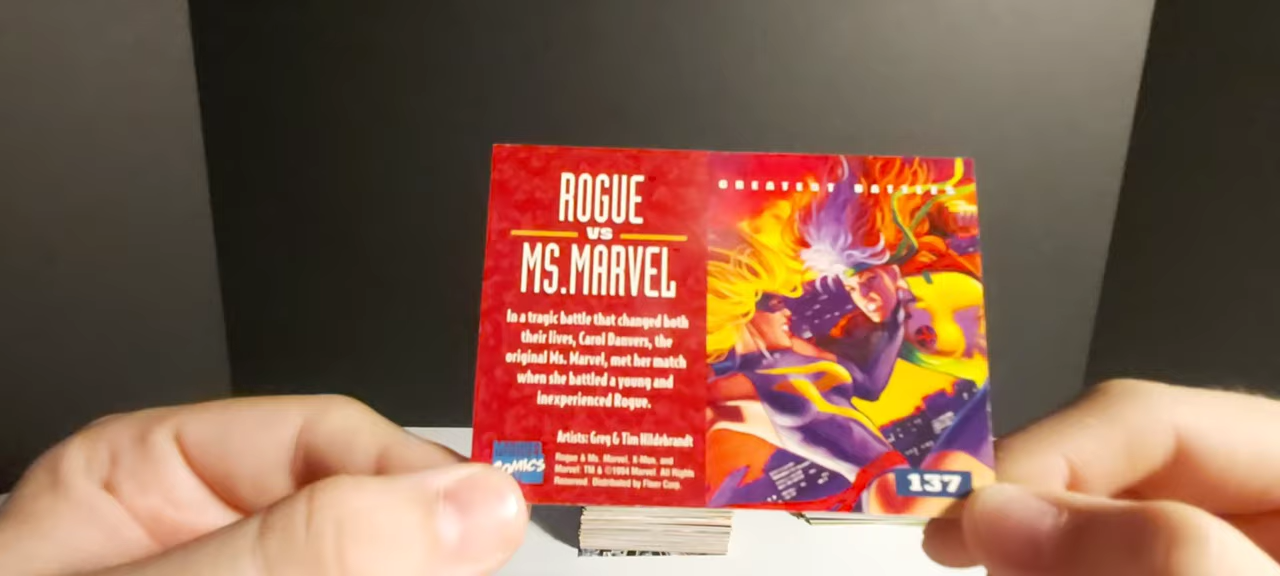 ROGUE
VS
MS. MARVEL
In a tragic battle that changed both
their lives, Carol Danvers, the
original Ms. Marvel, met her match
when she battled a young and
inexperienced Rogue.
Artists: Greg & Tim Hildebrandt
Rogue & Ms. Marvel, X-Men, and
Marvel: TM & ©1994 Marvel. All Rights
Reserved. Distributed by Fleer Corp.
MARVEL
COMICS
GREATEST BATTLES
137